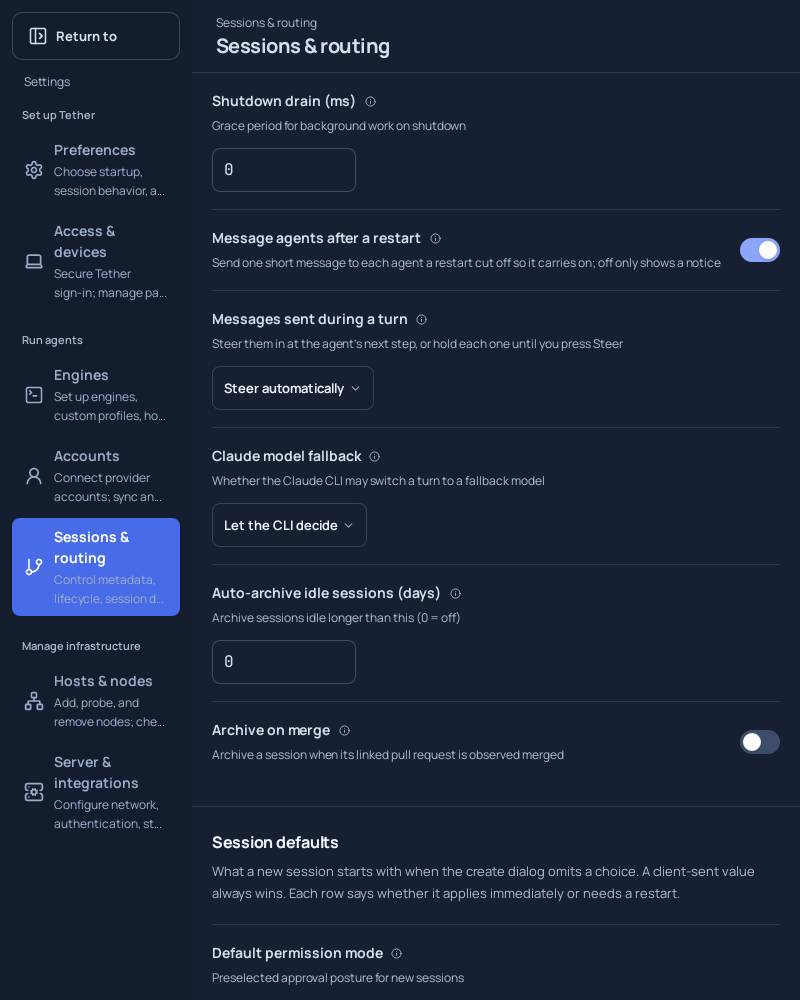 Return to
Settings
Set up Tether
Preferences
Choose startup,
session behavior, a...
Access &
devices
Secure Tether
sign-in; manage pa...
Run agents
Engines
Set up engines,
custom profiles, ho...
Accounts
Connect provider
accounts; sync an...
Sessions &
routing
Control metadata,
lifecycle, session d...
Manage infrastructure
Hosts & nodes
Add, probe, and
remove nodes; che...
Server &
integrations
Configure network,
authentication, st...
Sessions & routing
Sessions & routing
Shutdown drain (ms)
Grace period for background work on shutdown
0
Message agents after a restart
Send one short message to each agent a restart cut off so it carries on; off only shows a notice
Messages sent during a turn
Steer them in at the agent's next step, or hold each one until you press Steer
Steer automatically
Claude model fallback
Whether the Claude CLI may switch a turn to a fallback model
Let the CLI decide
Auto-archive idle sessions (days)
Archive sessions idle longer than this (0 = off)
0
Archive on merge
Archive a session when its linked pull request is observed merged
Session defaults
What a new session starts with when the create dialog omits a choice. A client-sent value
always wins. Each row says whether it applies immediately or needs a restart.
Default permission mode
Preselected approval posture for new sessions